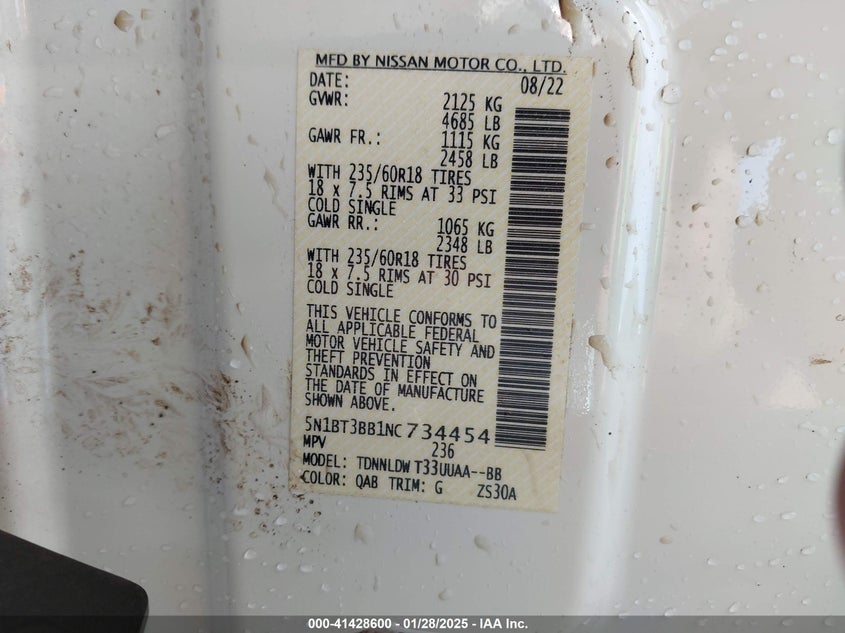 MFD BY NISSAN MOTOR CO., LTD.
DATE: 08/22
GVWR: 2125 KG
4685 LB
GAWR FR.: 1115 KG
2458 LB
WITH 235/60R18 TIRES
18 x 7.5 RIMS AT 33 PSI
COLD SINGLE
GAWR RR.: 1065 KG
2348 LB
WITH 235/60R18 TIRES
18 x 7.5 RIMS AT 30 PSI
COLD SINGLE
THIS VEHICLE CONFORMS TO
ALL APPLICABLE FEDERAL
MOTOR VEHICLE SAFETY AND
THEFT PREVENTION
STANDARDS IN EFFECT ON
THE DATE OF MANUFACTURE
SHOWN ABOVE.
5N1BT3BB1NC734454
MPV 236
MODEL: TDNNLDW T33UUAA--BB
COLOR: QAB TRIM: G ZS30A
000-41428600 - 01/28/2025 - IAA Inc.